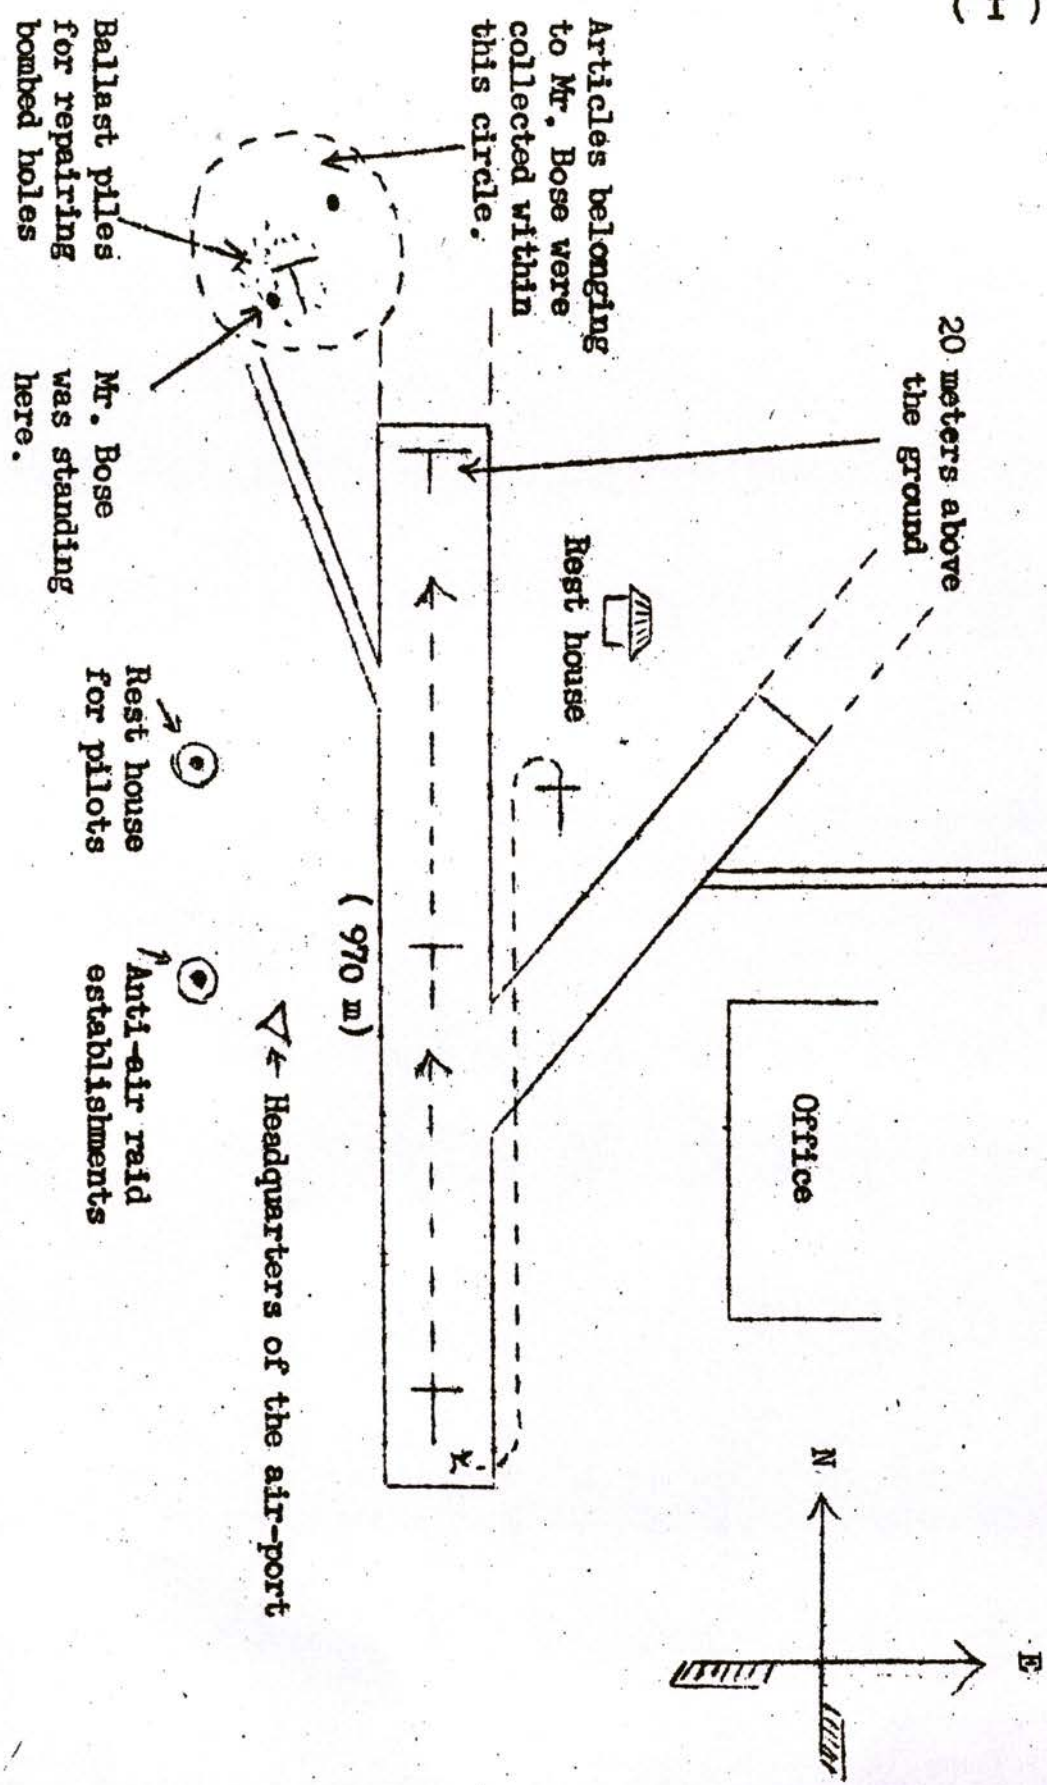 ( I )
Articles belonging
to Mr. Bose were
collected within
this circle.
20 meters above
the ground
Rest house
Office
N
E
( 970 m)
Ballast piles
for repairing
bombed holes
Mr. Bose
was standing
here.
Rest house
for pilots
Anti-air raid
establishments
Headquarters of the air-port